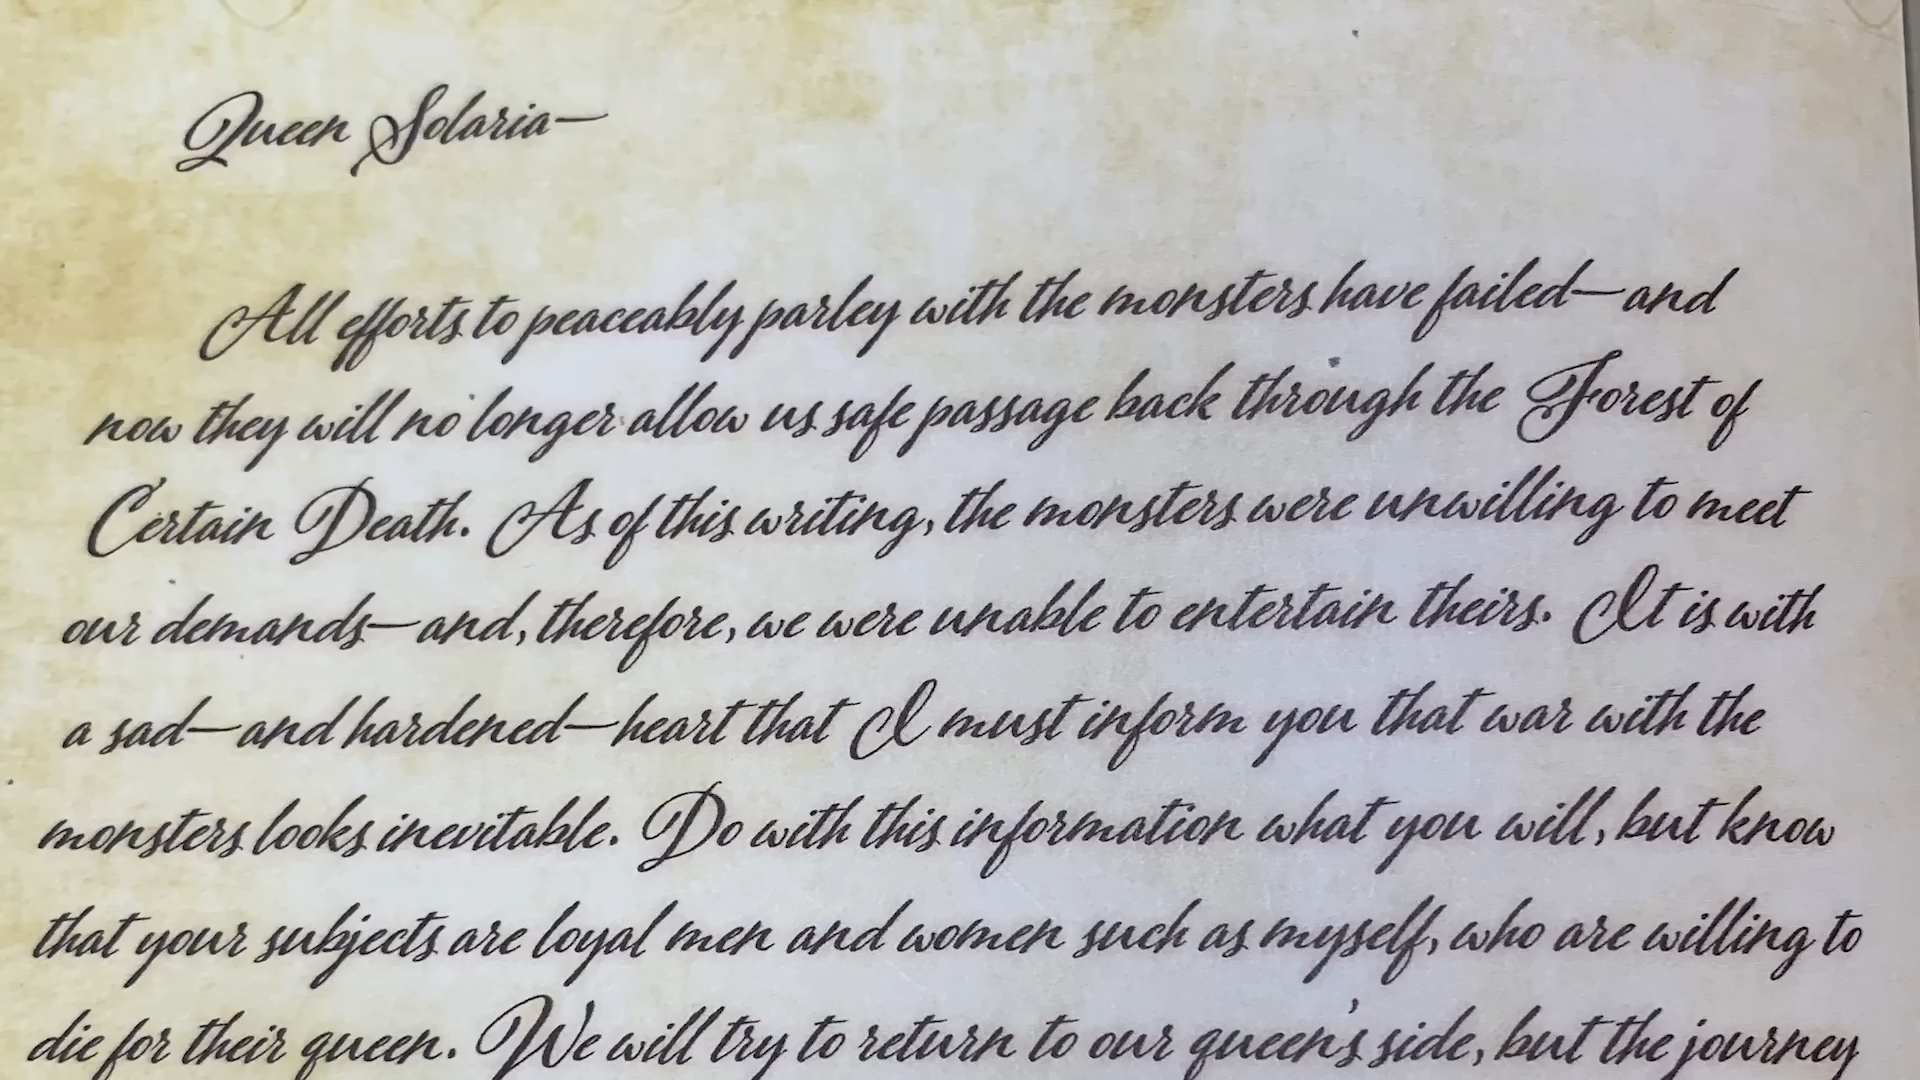 Queen Solaria—
All efforts to peaceably parley with the monsters have failed—and
now they will no longer allow us safe passage back through the Forest of
Certain Death. As of this writing, the monsters were unwilling to meet
our demands—and, therefore, we were unable to entertain theirs. It is with
a sad—and hardened—heart that I must inform you that war with the
monsters looks inevitable. Do with this information what you will, but know
that your subjects are loyal men and women such as myself, who are willing to
die for their queen. We will try to return to our queen's side, but the journey